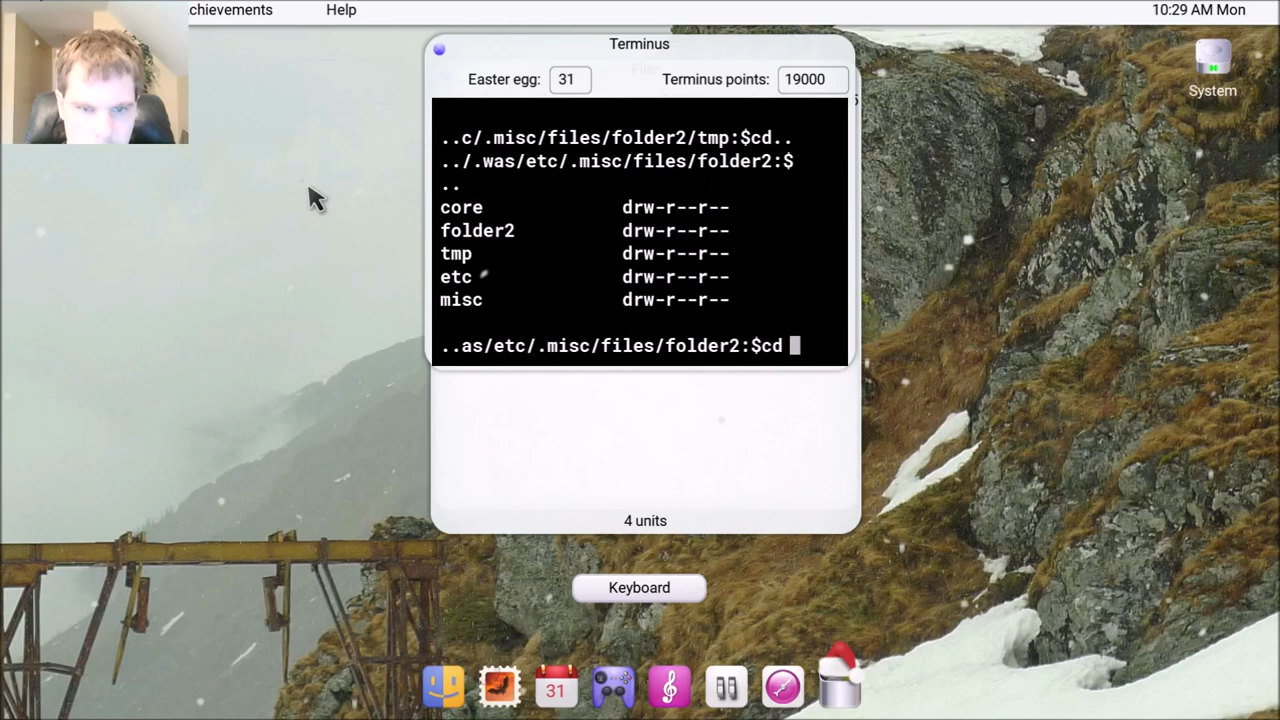 chievements Help 10:29 AM Mon
Terminus
Easter egg: 31 Terminus points: 19000
..c/.misc/files/folder2/tmp:$cd..
../.was/etc/.misc/files/folder2:$
..
core drw-r--r--
folder2 drw-r--r--
tmp drw-r--r--
etc drw-r--r--
misc drw-r--r--
..as/etc/.misc/files/folder2:$cd
System
4 units
Keyboard
31